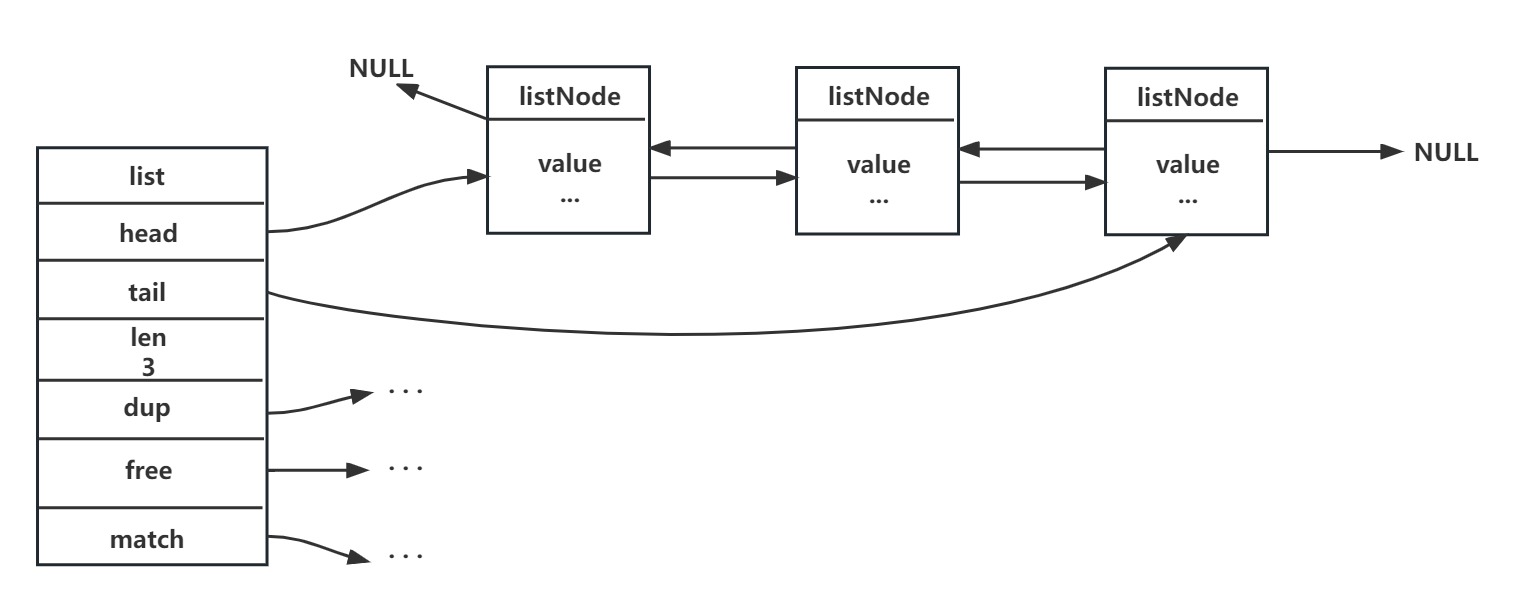 NULL
listNode
value
...
listNode
value
...
listNode
value
...
NULL
list
head
tail
len
3
dup
...
free
...
match
...